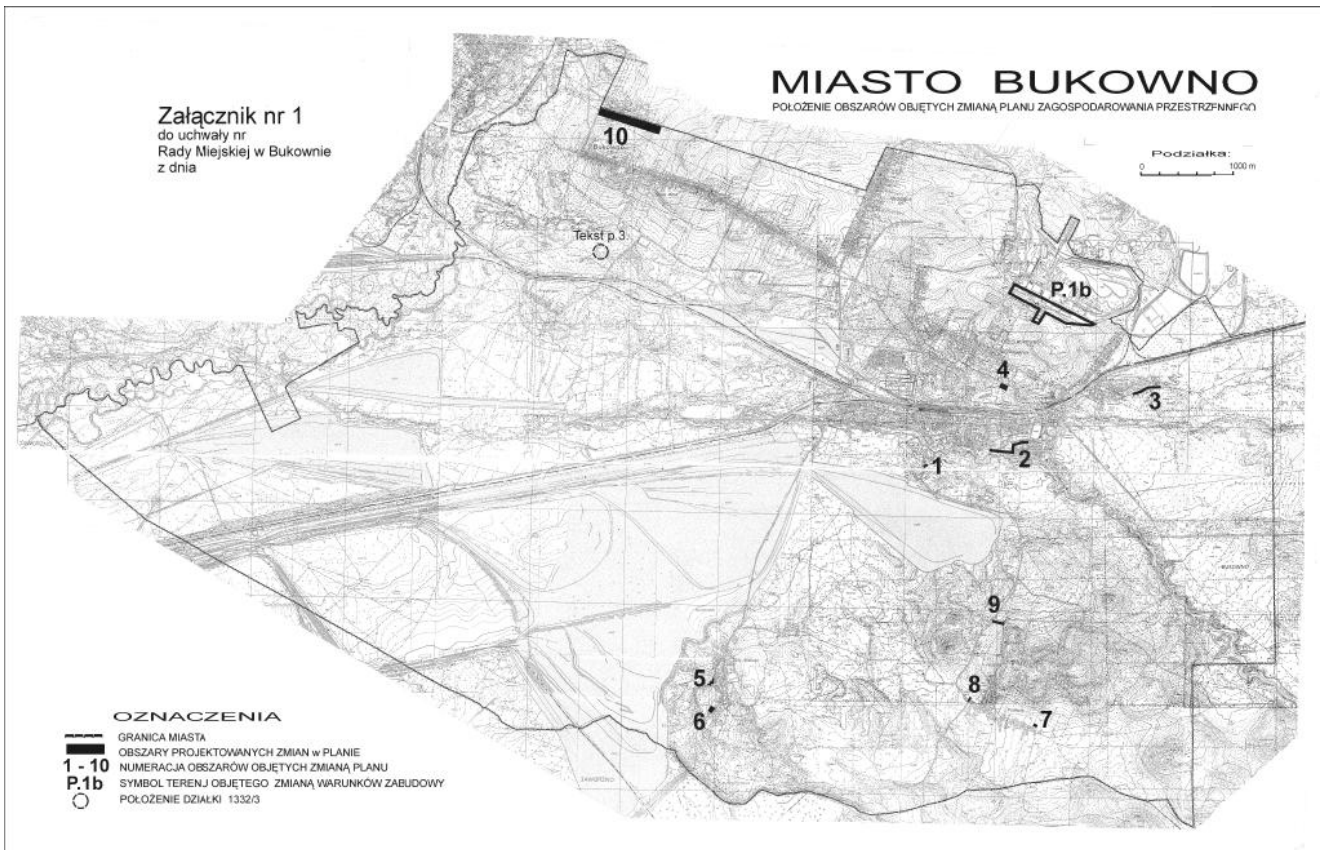 MIASTO BUKOWNO
POŁOŻENIE OBSZARÓW OBJĘTYCH ZMIANĄ PLANU ZAGOSPODAROWANIA PRZESTRZENNEGO
Załącznik nr 1
do uchwały nr
Rady Miejskiej w Bukownie
z dnia
Podziałka:
0 1000 m
10
Tekst p.3.
P.1b
4
3
2
1
9
5
8
6
7
BUKOWNO
OZNACZENIA
GRANICA MIASTA
OBSZARY PROJEKTOWANYCH ZMIAN w PLANIE
1 - 10 NUMERACJA OBSZARÓW OBJĘTYCH ZMIANĄ PLANU
P.1b SYMBOL TERENJ OBJĘTEGO ZMIANĄ WARUNKÓW ZABUDOWY
POŁOŻENIE DZIAŁKI 1332/3